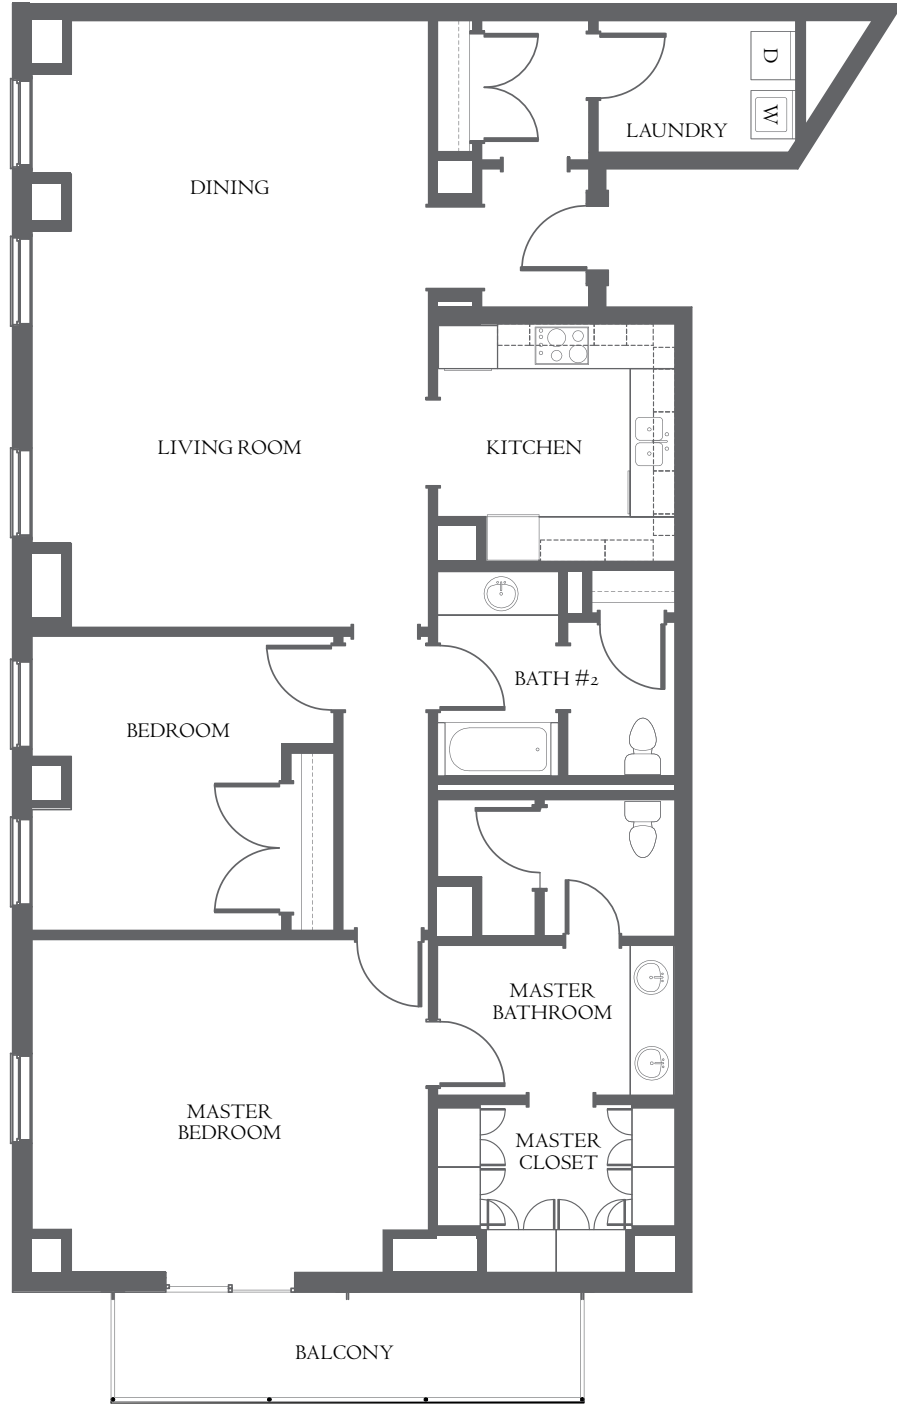 D
W
LAUNDRY
DINING
LIVING ROOM
KITCHEN
BATH #2
BEDROOM
MASTER
BATHROOM
MASTER
BEDROOM
MASTER
CLOSET
BALCONY